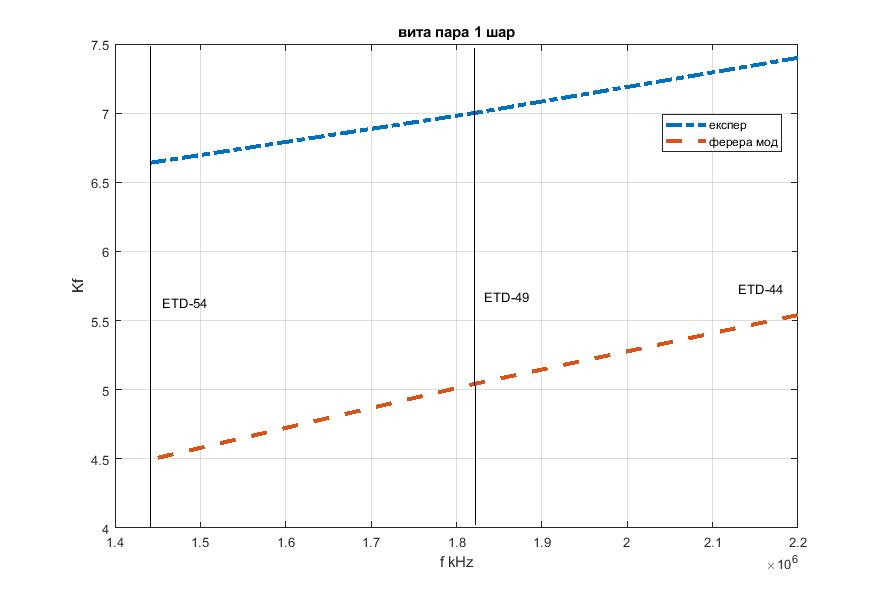 вита пара 1 шар
7.5
7
6.5
6
5.5
5
4.5
4
Kf
експер
ферера мод
ETD-54
ETD-49
ETD-44
1.4 1.5 1.6 1.7 1.8 1.9 2 2.1 2.2
f kHz
×10⁶